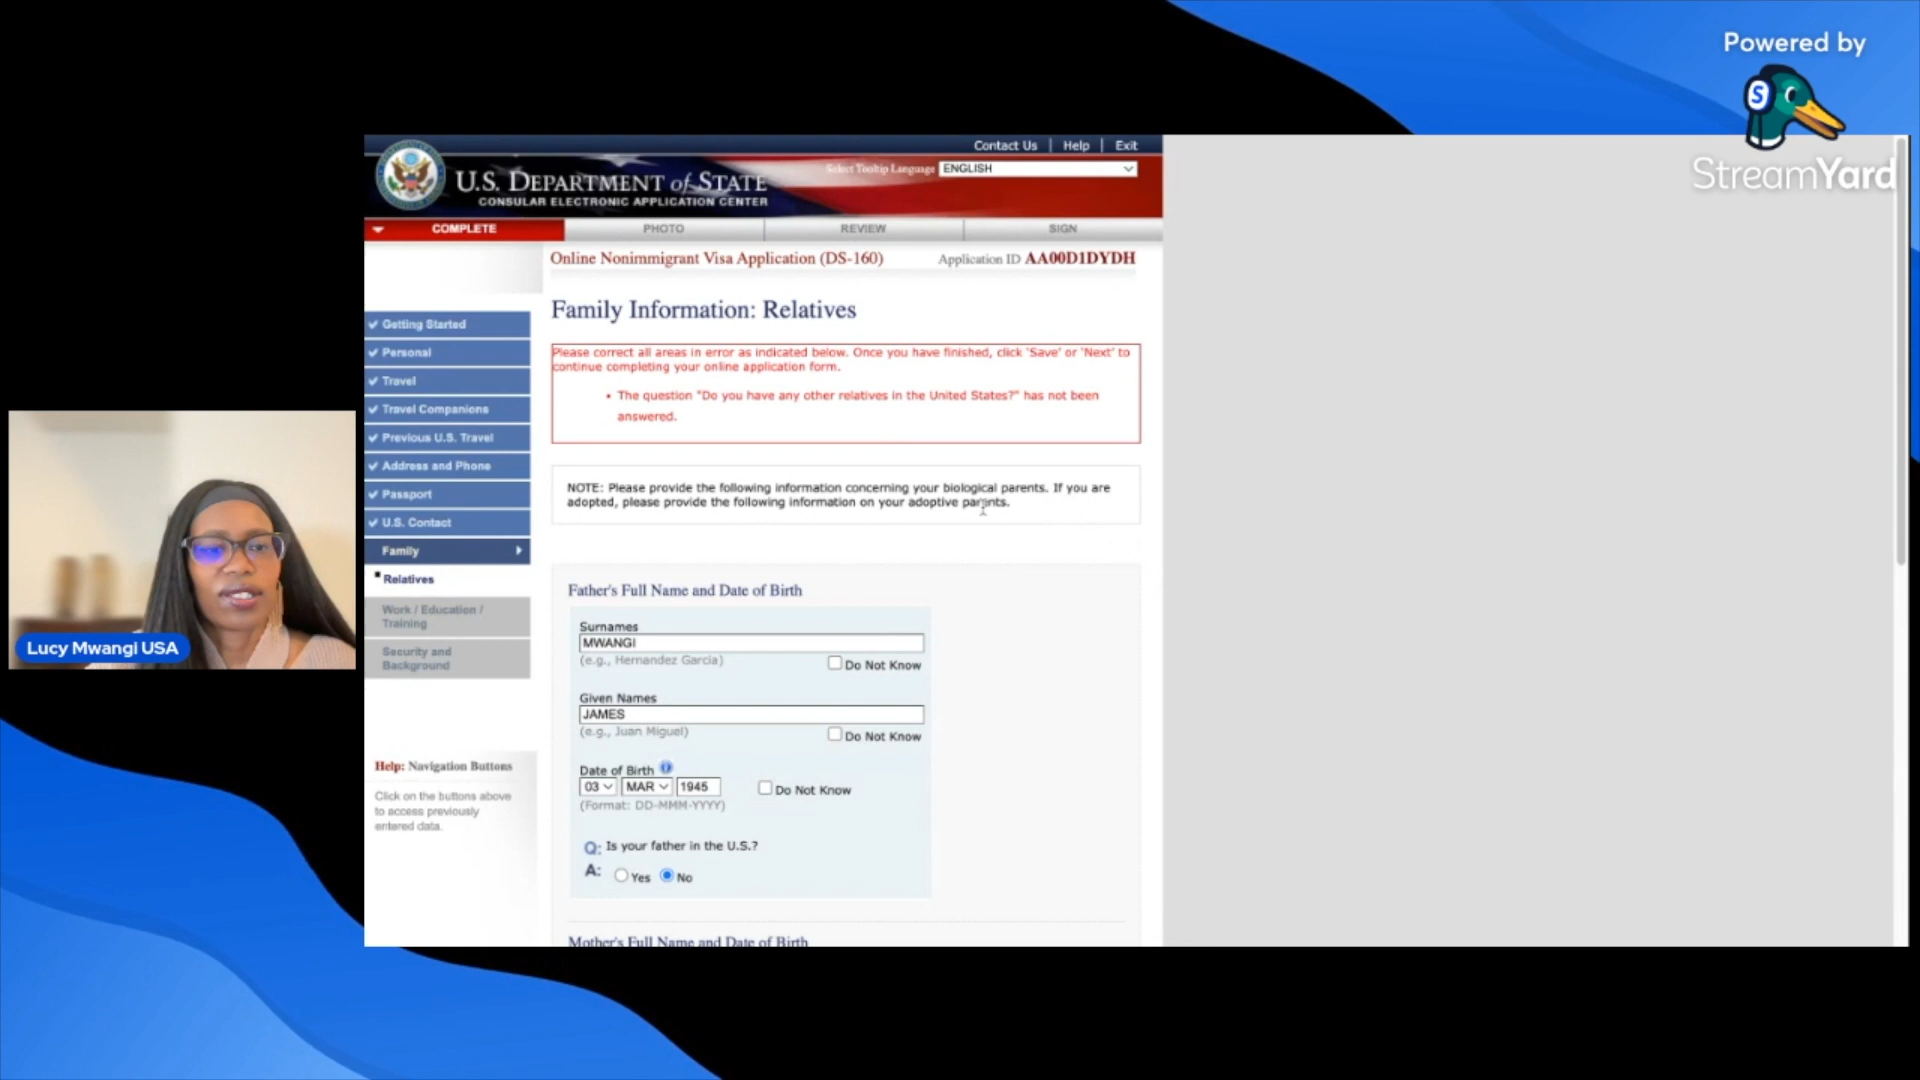 Powered by
StreamYard
Contact Us | Help | Exit
Select Tooltip Language ENGLISH
U.S. DEPARTMENT of STATE
CONSULAR ELECTRONIC APPLICATION CENTER
COMPLETE PHOTO REVIEW SIGN
Online Nonimmigrant Visa Application (DS-160) Application ID AA00D1DYDH
Family Information: Relatives
Please correct all areas in error as indicated below. Once you have finished, click 'Save' or 'Next' to
continue completing your online application form.
• The question "Do you have any other relatives in the United States?" has not been
answered.
NOTE: Please provide the following information concerning your biological parents. If you are
adopted, please provide the following information on your adoptive parents.
Getting Started
Personal
Travel
Travel Companions
Previous U.S. Travel
Address and Phone
Passport
U.S. Contact
Family
Relatives
Work / Education /
Training
Security and
Background
Help: Navigation Buttons
Click on the buttons above
to access previously
entered data.
Father's Full Name and Date of Birth
Surnames
MWANGI
(e.g., Hernandez Garcia)
Do Not Know
Given Names
JAMES
(e.g., Juan Miguel)
Do Not Know
Date of Birth
03 MAR 1945
Do Not Know
(Format: DD-MMM-YYYY)
Q: Is your father in the U.S.?
A: Yes No
Mother's Full Name and Date of Birth
Lucy Mwangi USA